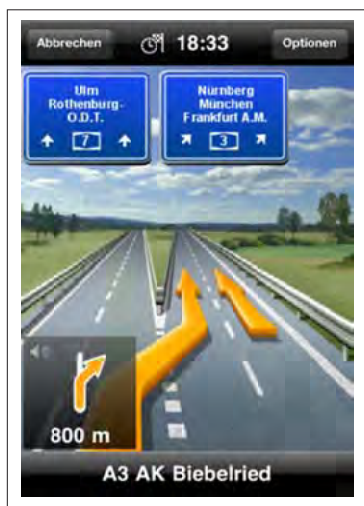 Abbrechen 18:33 Optionen
Ulm
Rothenburg-
O.D.T.
7
Nürnberg
München
Frankfurt A.M.
3
800 m
A3 AK Biebelried